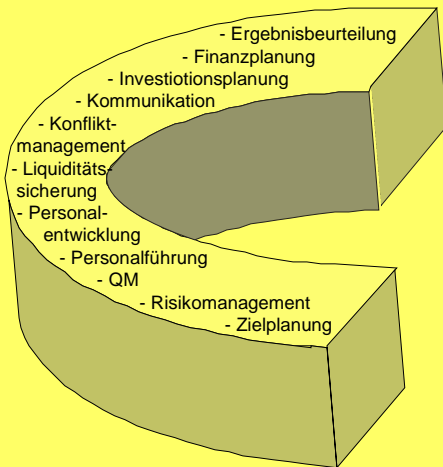 - Ergebnisbeurteilung
- Finanzplanung
- Investiotionsplanung
- Kommunikation
- Konflikt-
management
- Liquiditäts-
sicherung
- Personal-
entwicklung
- Personalführung
- QM
- Risikomanagement
- Zielplanung